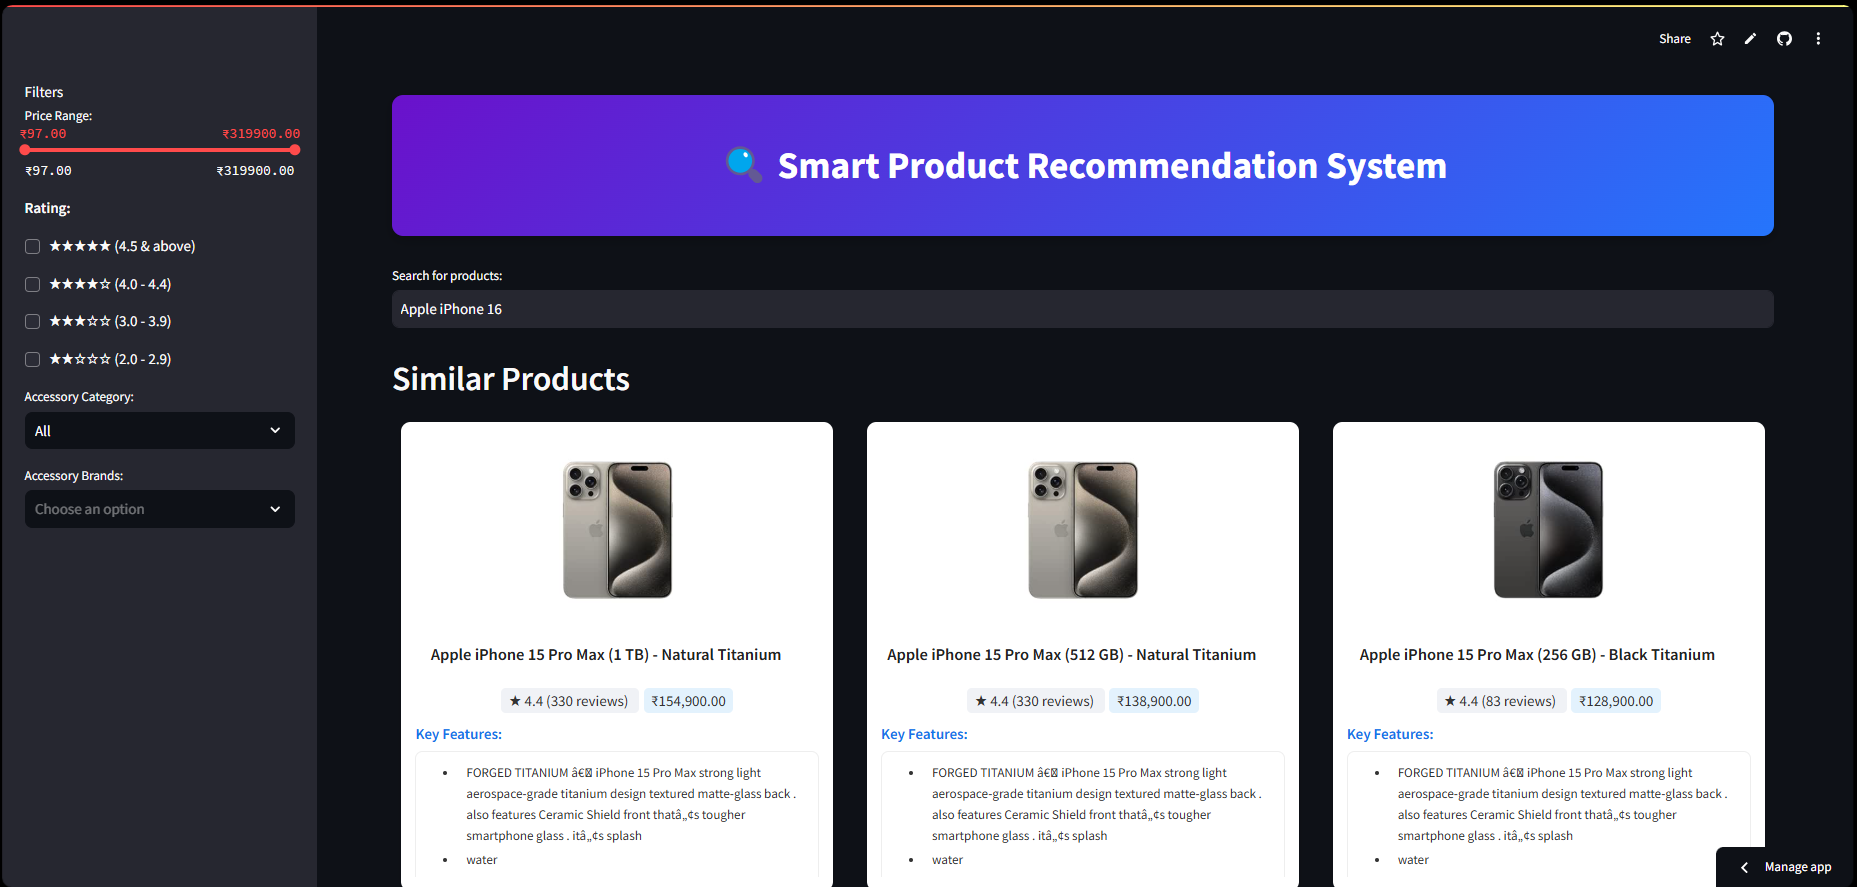 Share
Filters
Price Range:
₹97.00 ₹319900.00
₹97.00 ₹319900.00
Rating:
★★★★★ (4.5 & above)
★★★★☆ (4.0 - 4.4)
★★★☆☆ (3.0 - 3.9)
★★☆☆☆ (2.0 - 2.9)
Accessory Category:
All
Accessory Brands:
Choose an option
Smart Product Recommendation System
Search for products:
Apple iPhone 16
Similar Products
Apple iPhone 15 Pro Max (1 TB) - Natural Titanium
★ 4.4 (330 reviews) ₹154,900.00
Key Features:
• FORGED TITANIUM â€ iPhone 15 Pro Max strong light
aerospace-grade titanium design textured matte-glass back .
also features Ceramic Shield front thatâ„¢s tougher
smartphone glass . itâ„¢s splash
• water
Apple iPhone 15 Pro Max (512 GB) - Natural Titanium
★ 4.4 (330 reviews) ₹138,900.00
Key Features:
• FORGED TITANIUM â€ iPhone 15 Pro Max strong light
aerospace-grade titanium design textured matte-glass back .
also features Ceramic Shield front thatâ„¢s tougher
smartphone glass . itâ„¢s splash
• water
Apple iPhone 15 Pro Max (256 GB) - Black Titanium
★ 4.4 (83 reviews) ₹128,900.00
Key Features:
• FORGED TITANIUM â€ iPhone 15 Pro Max strong light
aerospace-grade titanium design textured matte-glass back .
also features Ceramic Shield front thatâ„¢s tougher
smartphone glass . itâ„¢s splash
• water
Manage app